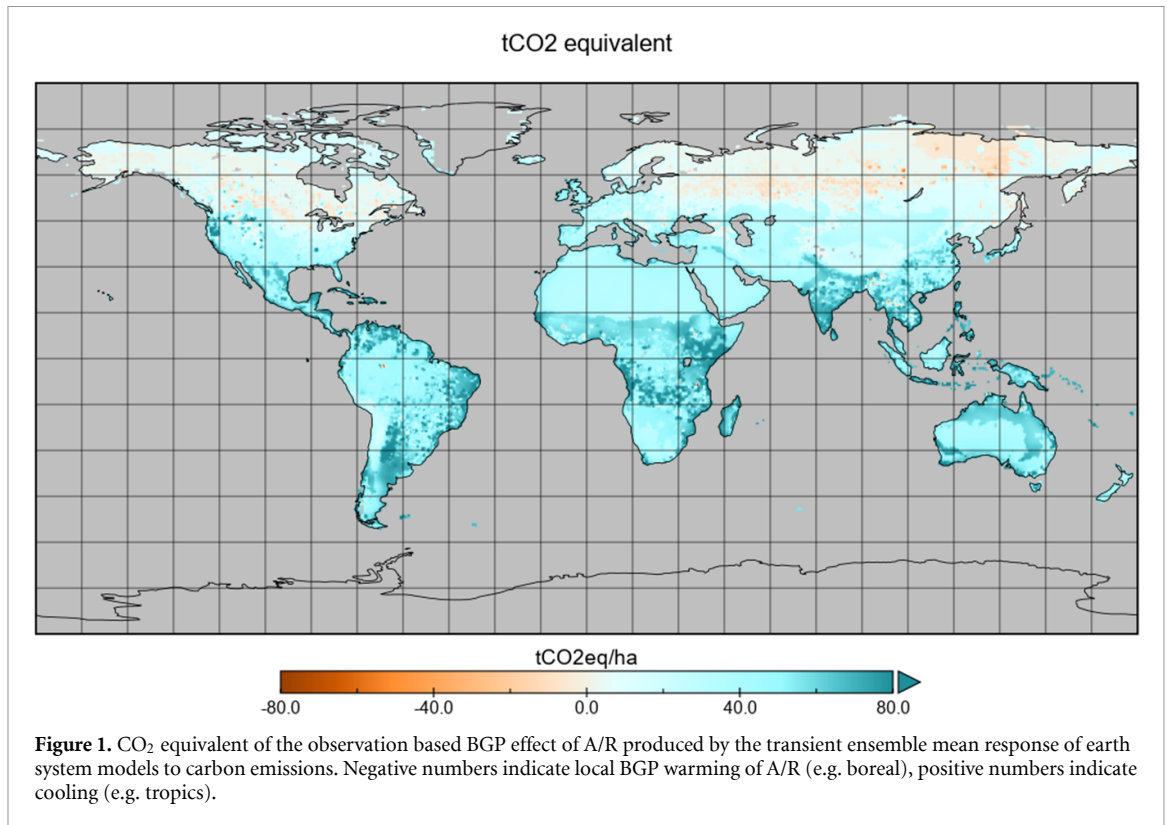 tCO2 equivalent
tCO2eq/ha
-80.0 -40.0 0.0 40.0 80.0
Figure 1. CO₂ equivalent of the observation based BGP effect of A/R produced by the transient ensemble mean response of earth
system models to carbon emissions. Negative numbers indicate local BGP warming of A/R (e.g. boreal), positive numbers indicate
cooling (e.g. tropics).